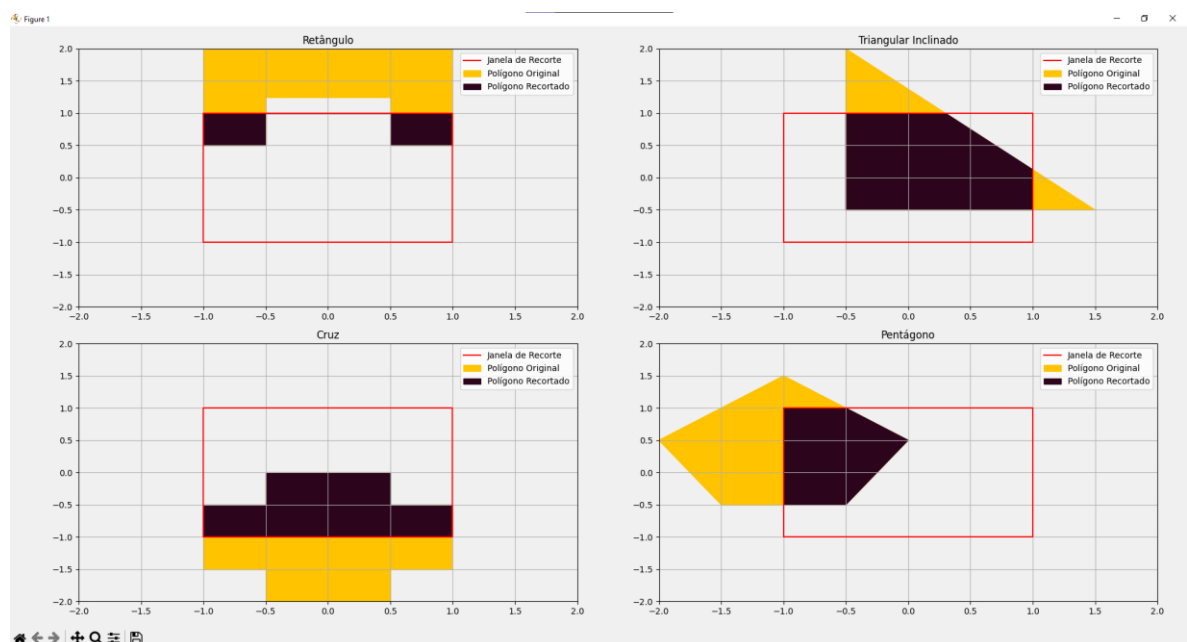 Figure 1
Retângulo
2.0
1.5
1.0
0.5
0.0
−0.5
−1.0
−1.5
−2.0
−2.0 −1.5 −1.0 −0.5 0.0 0.5 1.0 1.5 2.0
Janela de Recorte
Polígono Original
Polígono Recortado
Triangular Inclinado
2.0
1.5
1.0
0.5
0.0
−0.5
−1.0
−1.5
−2.0
−2.0 −1.5 −1.0 −0.5 0.0 0.5 1.0 1.5 2.0
Janela de Recorte
Polígono Original
Polígono Recortado
Cruz
2.0
1.5
1.0
0.5
0.0
−0.5
−1.0
−1.5
−2.0
−2.0 −1.5 −1.0 −0.5 0.0 0.5 1.0 1.5 2.0
Janela de Recorte
Polígono Original
Polígono Recortado
Pentágono
2.0
1.5
1.0
0.5
0.0
−0.5
−1.0
−1.5
−2.0
−2.0 −1.5 −1.0 −0.5 0.0 0.5 1.0 1.5 2.0
Janela de Recorte
Polígono Original
Polígono Recortado